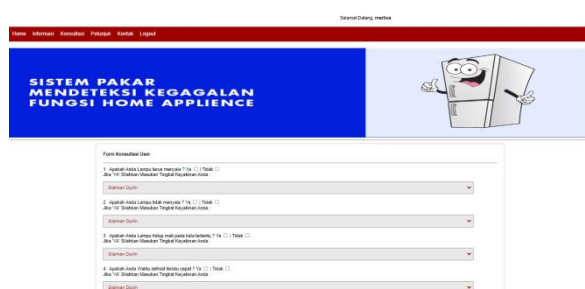 Selamat Datang, markus
Home Informasi Konsultasi Petunjuk Kontak Logout
SISTEM PAKAR
MENDETEKSI KEGAGALAN
FUNGSI HOME APPLIENCE
Form Konsultasi User
1 Apakah Anda Lampu terus menyala ? Ya | Tidak
Jika 'YA' Silahkan Masukan Tingkat Keyakinan Anda :
Silahkan Dipilih
2 Apakah Anda Lampu tidak menyala ? Ya | Tidak
Jika 'YA' Silahkan Masukan Tingkat Keyakinan Anda :
Silahkan Dipilih
3 Apakah Anda Lampu hidup mati pada kala tertentu ? Ya | Tidak
Jika 'YA' Silahkan Masukan Tingkat Keyakinan Anda :
Silahkan Dipilih
4 Apakah Anda Waktu defrost terlalu cepat ? Ya | Tidak
Jika 'YA' Silahkan Masukan Tingkat Keyakinan Anda :
Silahkan Dipilih